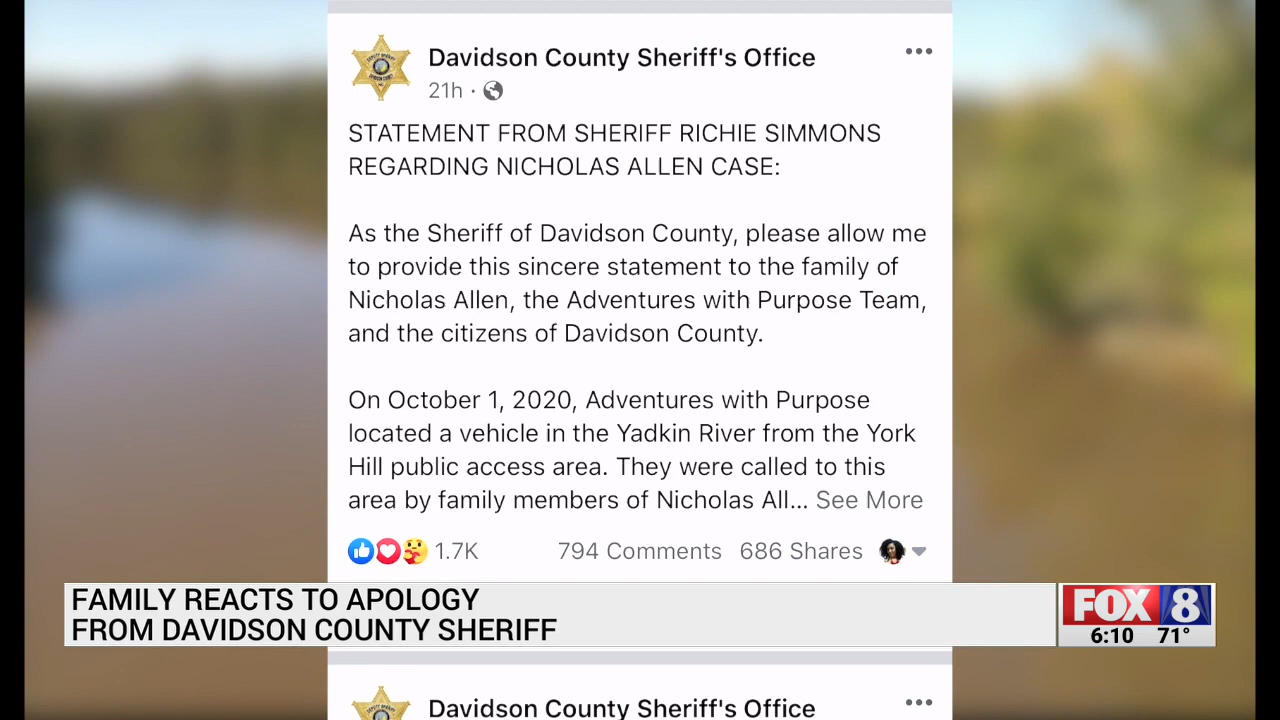 Davidson County Sheriff's Office
21h ·
STATEMENT FROM SHERIFF RICHIE SIMMONS
REGARDING NICHOLAS ALLEN CASE:
As the Sheriff of Davidson County, please allow me
to provide this sincere statement to the family of
Nicholas Allen, the Adventures with Purpose Team,
and the citizens of Davidson County.
On October 1, 2020, Adventures with Purpose
located a vehicle in the Yadkin River from the York
Hill public access area. They were called to this
area by family members of Nicholas All... See More
1.7K 794 Comments 686 Shares
FAMILY REACTS TO APOLOGY
FROM DAVIDSON COUNTY SHERIFF
FOX 8
6:10 71°
Davidson County Sheriff's Office